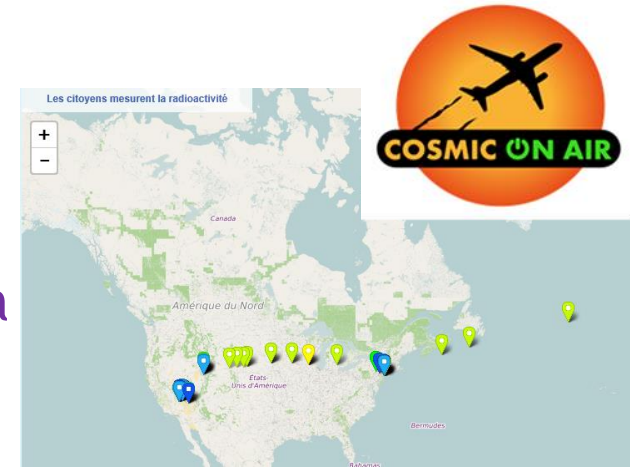 Les citoyens mesurent la radioactivité
+
−
COSMIC ON AIR
Canada
Amérique du Nord
a
États
Unis d'Amérique
Bermudes
Bahamas